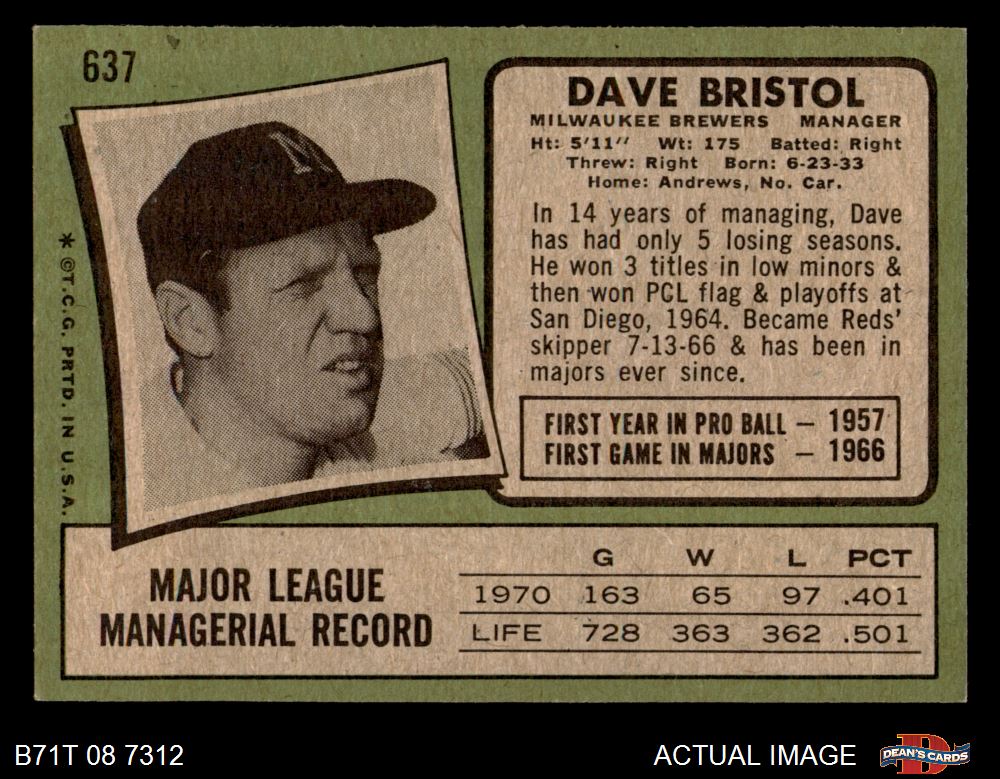 637
M
* ©T.C.G. PRTD. IN U.S.A.
DAVE BRISTOL
MILWAUKEE BREWERS MANAGER
Ht: 5'11" Wt: 175 Batted: Right
Threw: Right Born: 6-23-33
Home: Andrews, No. Car.
In 14 years of managing, Dave
has had only 5 losing seasons.
He won 3 titles in low minors &
then won PCL flag & playoffs at
San Diego, 1964. Became Reds'
skipper 7-13-66 & has been in
majors ever since.
FIRST YEAR IN PRO BALL — 1957
FIRST GAME IN MAJORS — 1966
MAJOR LEAGUE
MANAGERIAL RECORD
G W L PCT
1970 163 65 97 .401
LIFE 728 363 362 .501
B71T 08 7312
ACTUAL IMAGE
D
DEAN'S CARDS